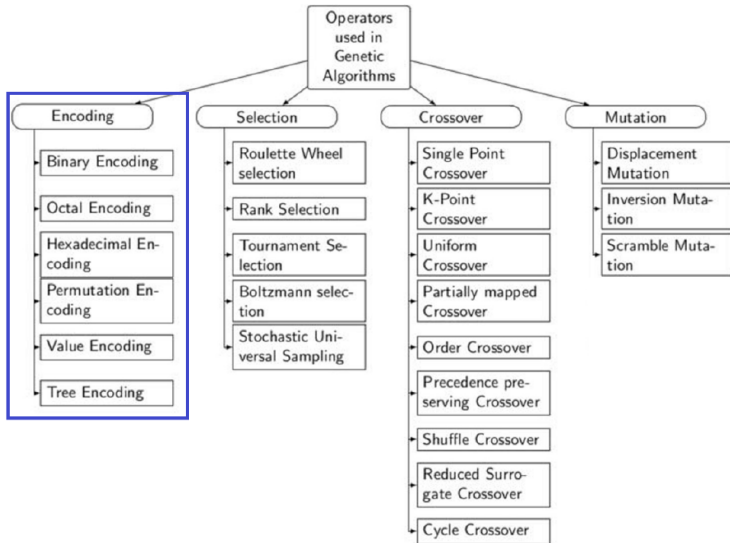 Operators
used in
Genetic
Algorithms
Encoding
Binary Encoding
Octal Encoding
Hexadecimal En-
coding
Permutation En-
coding
Value Encoding
Tree Encoding
Selection
Roulette Wheel
selection
Rank Selection
Tournament Se-
lection
Boltzmann selec-
tion
Stochastic Uni-
versal Sampling
Crossover
Single Point
Crossover
K-Point
Crossover
Uniform
Crossover
Partially mapped
Crossover
Order Crossover
Precedence pre-
serving Crossover
Shuffle Crossover
Reduced Surro-
gate Crossover
Cycle Crossover
Mutation
Displacement
Mutation
Inversion Muta-
tion
Scramble Muta-
tion